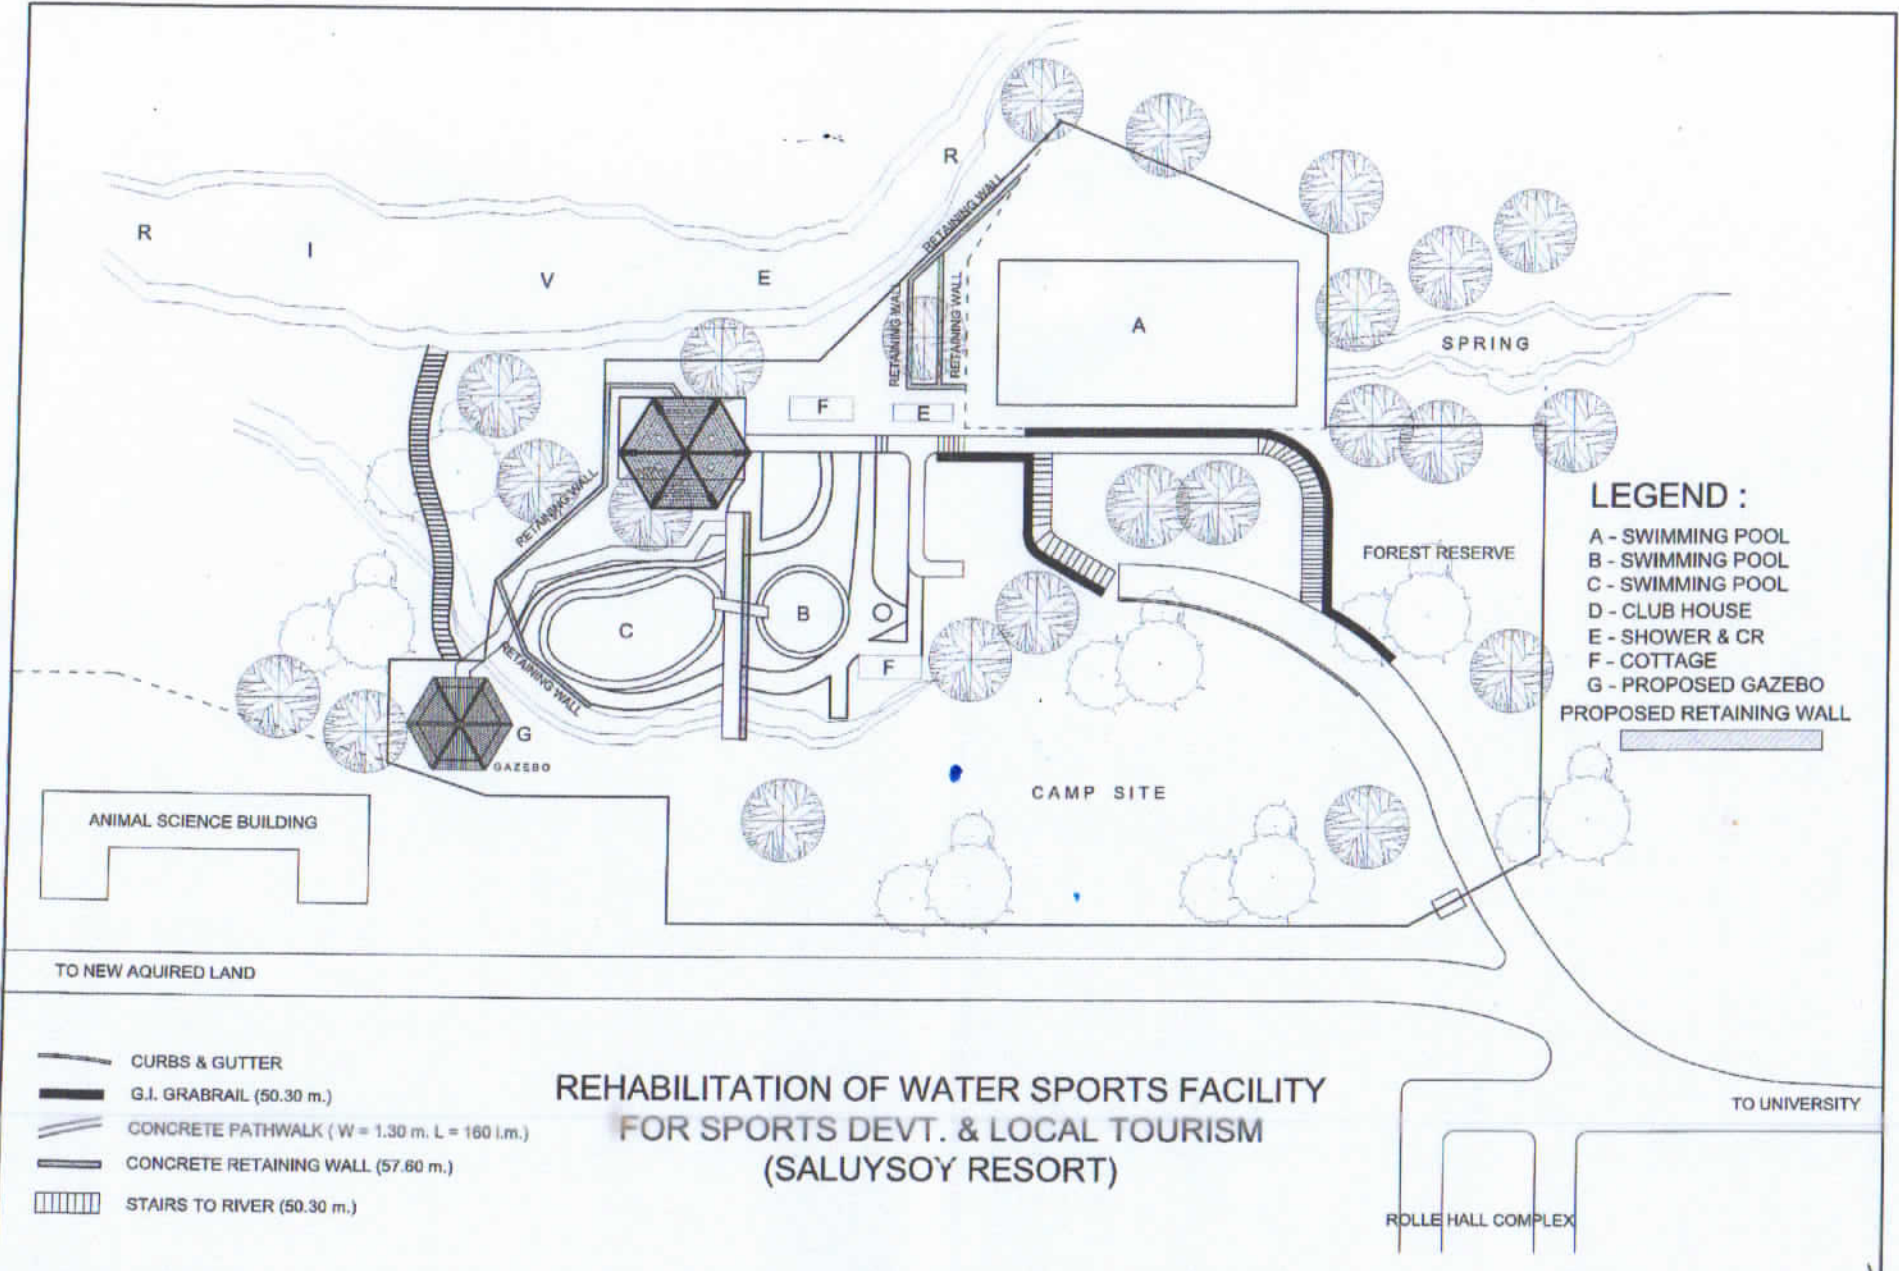 R
R
I
V
E
RETAINING WALL
RETAINING WALL
RETAINING WALL
A
SPRING
F
E
RETAINING WALL
LEGEND :
A - SWIMMING POOL
B - SWIMMING POOL
C - SWIMMING POOL
D - CLUB HOUSE
E - SHOWER & CR
F - COTTAGE
G - PROPOSED GAZEBO
PROPOSED RETAINING WALL
FOREST RESERVE
B
C
F
RETAINING WALL
G
GAZEBO
CAMP SITE
ANIMAL SCIENCE BUILDING
TO NEW AQUIRED LAND
CURBS & GUTTER
G.I. GRABRAIL (50.30 m.)
CONCRETE PATHWALK ( W = 1.30 m. L = 160 l.m.)
CONCRETE RETAINING WALL (57.60 m.)
STAIRS TO RIVER (50.30 m.)
REHABILITATION OF WATER SPORTS FACILITY
FOR SPORTS DEVT. & LOCAL TOURISM
(SALUYSOY RESORT)
TO UNIVERSITY
ROLLE HALL COMPLEX